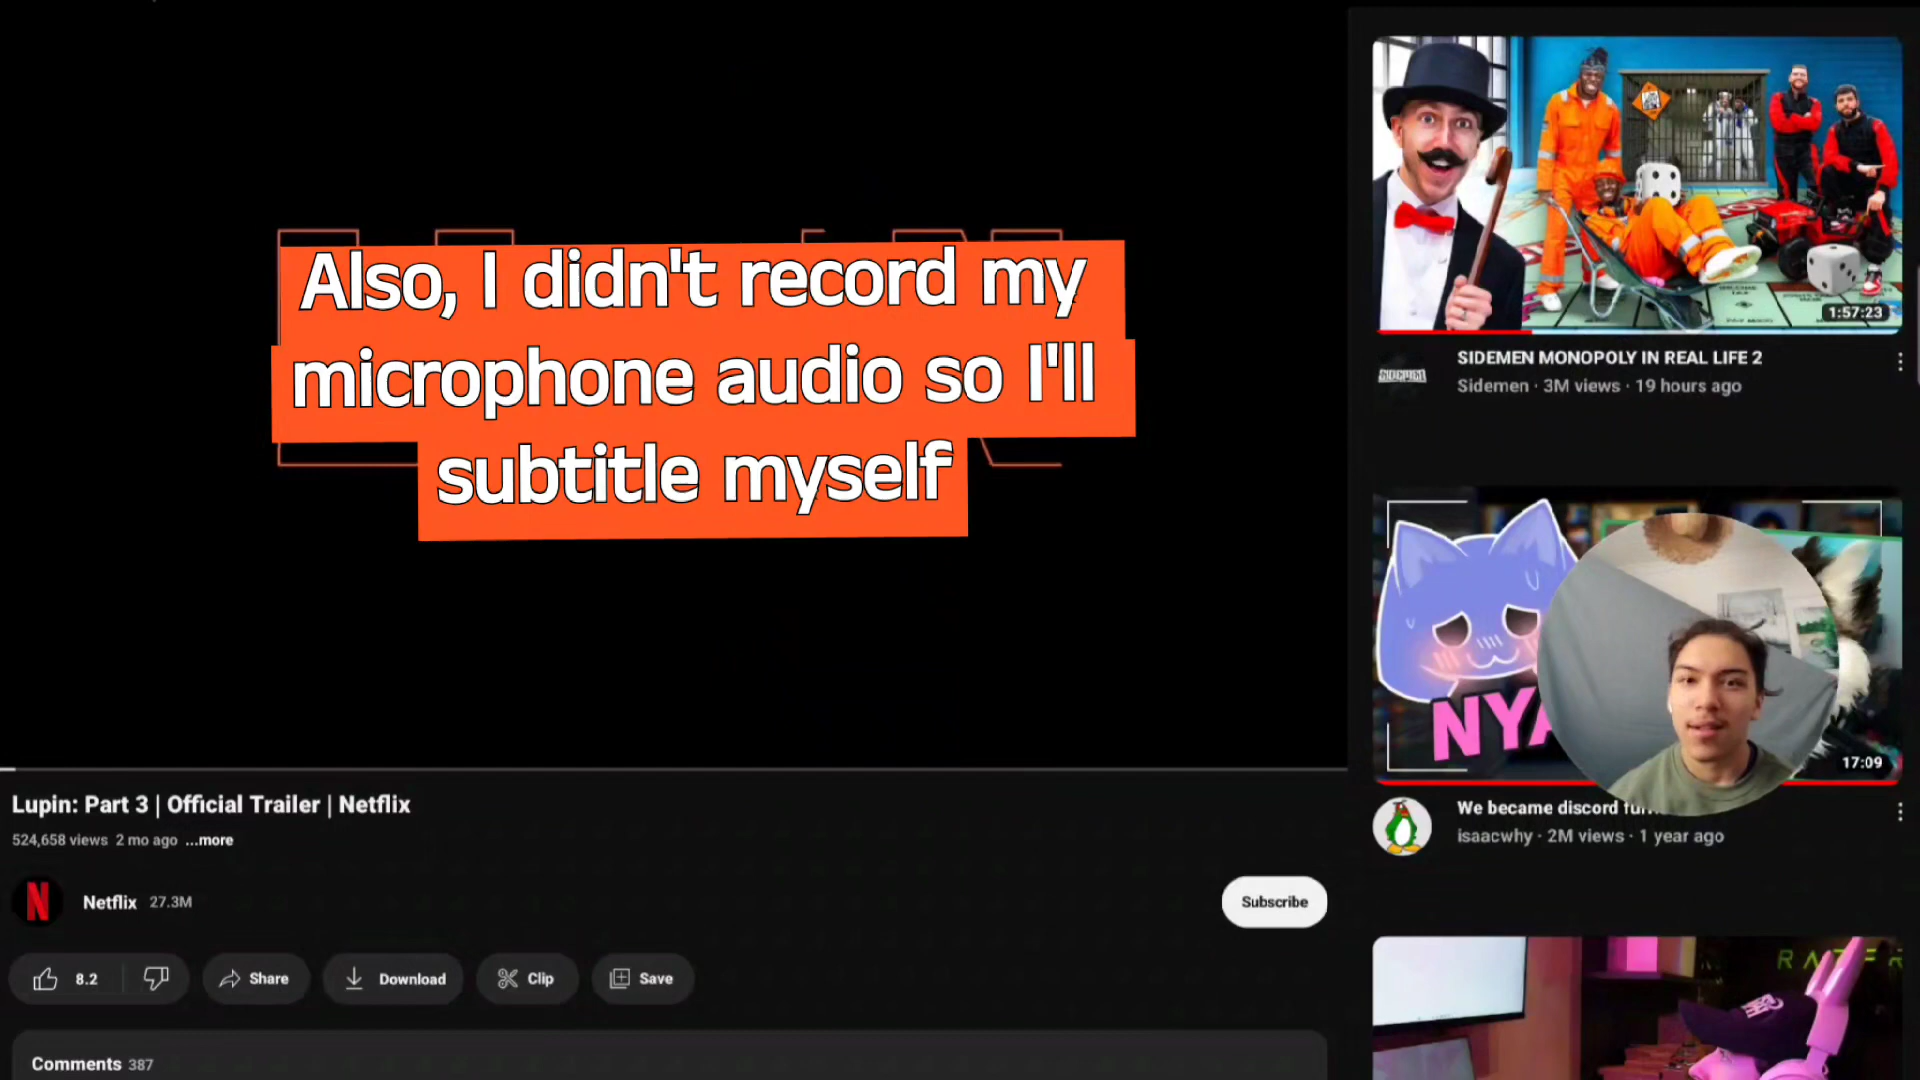 Also, I didn't record my
microphone audio so I'll
subtitle myself
Lupin: Part 3 | Official Trailer | Netflix
524,658 views 2 mo ago ...more
N
Netflix 27.3M
Subscribe
8.2
Share
Download
Clip
Save
Comments 387
1:57:23
SIDEMEN
SIDEMEN MONOPOLY IN REAL LIFE 2
Sidemen · 3M views · 19 hours ago
17:09
We became discord
isaacwhy · 2M views · 1 year ago